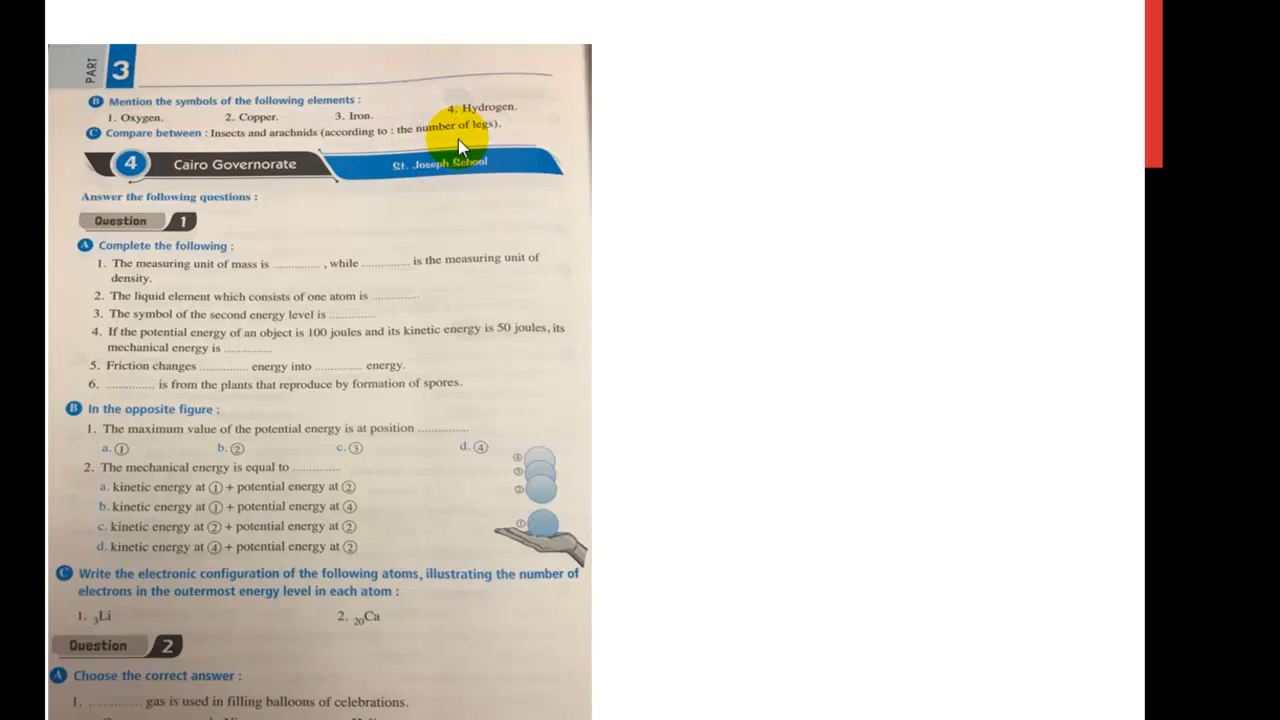 PART 3
B Mention the symbols of the following elements :
1. Oxygen. 2. Copper. 3. Iron. 4. Hydrogen.
C Compare between : Insects and arachnids (according to : the number of legs).
4 Cairo Governorate St. Joseph School
Answer the following questions :
Question 1
A Complete the following :
1. The measuring unit of mass is .............. , while .............. is the measuring unit of
density.
2. The liquid element which consists of one atom is ..............
3. The symbol of the second energy level is ..............
4. If the potential energy of an object is 100 joules and its kinetic energy is 50 joules, its
mechanical energy is ..............
5. Friction changes .............. energy into .............. energy.
6. .............. is from the plants that reproduce by formation of spores.
B In the opposite figure :
1. The maximum value of the potential energy is at position ..............
a. ① b. ② c. ③ d. ④
2. The mechanical energy is equal to ..............
a. kinetic energy at ① + potential energy at ②
b. kinetic energy at ① + potential energy at ④
c. kinetic energy at ② + potential energy at ②
d. kinetic energy at ④ + potential energy at ②
④
③
②
①
C Write the electronic configuration of the following atoms, illustrating the number of
electrons in the outermost energy level in each atom :
1. ₃Li 2. ₂₀Ca
Question 2
A Choose the correct answer :
1. .............. gas is used in filling balloons of celebrations.